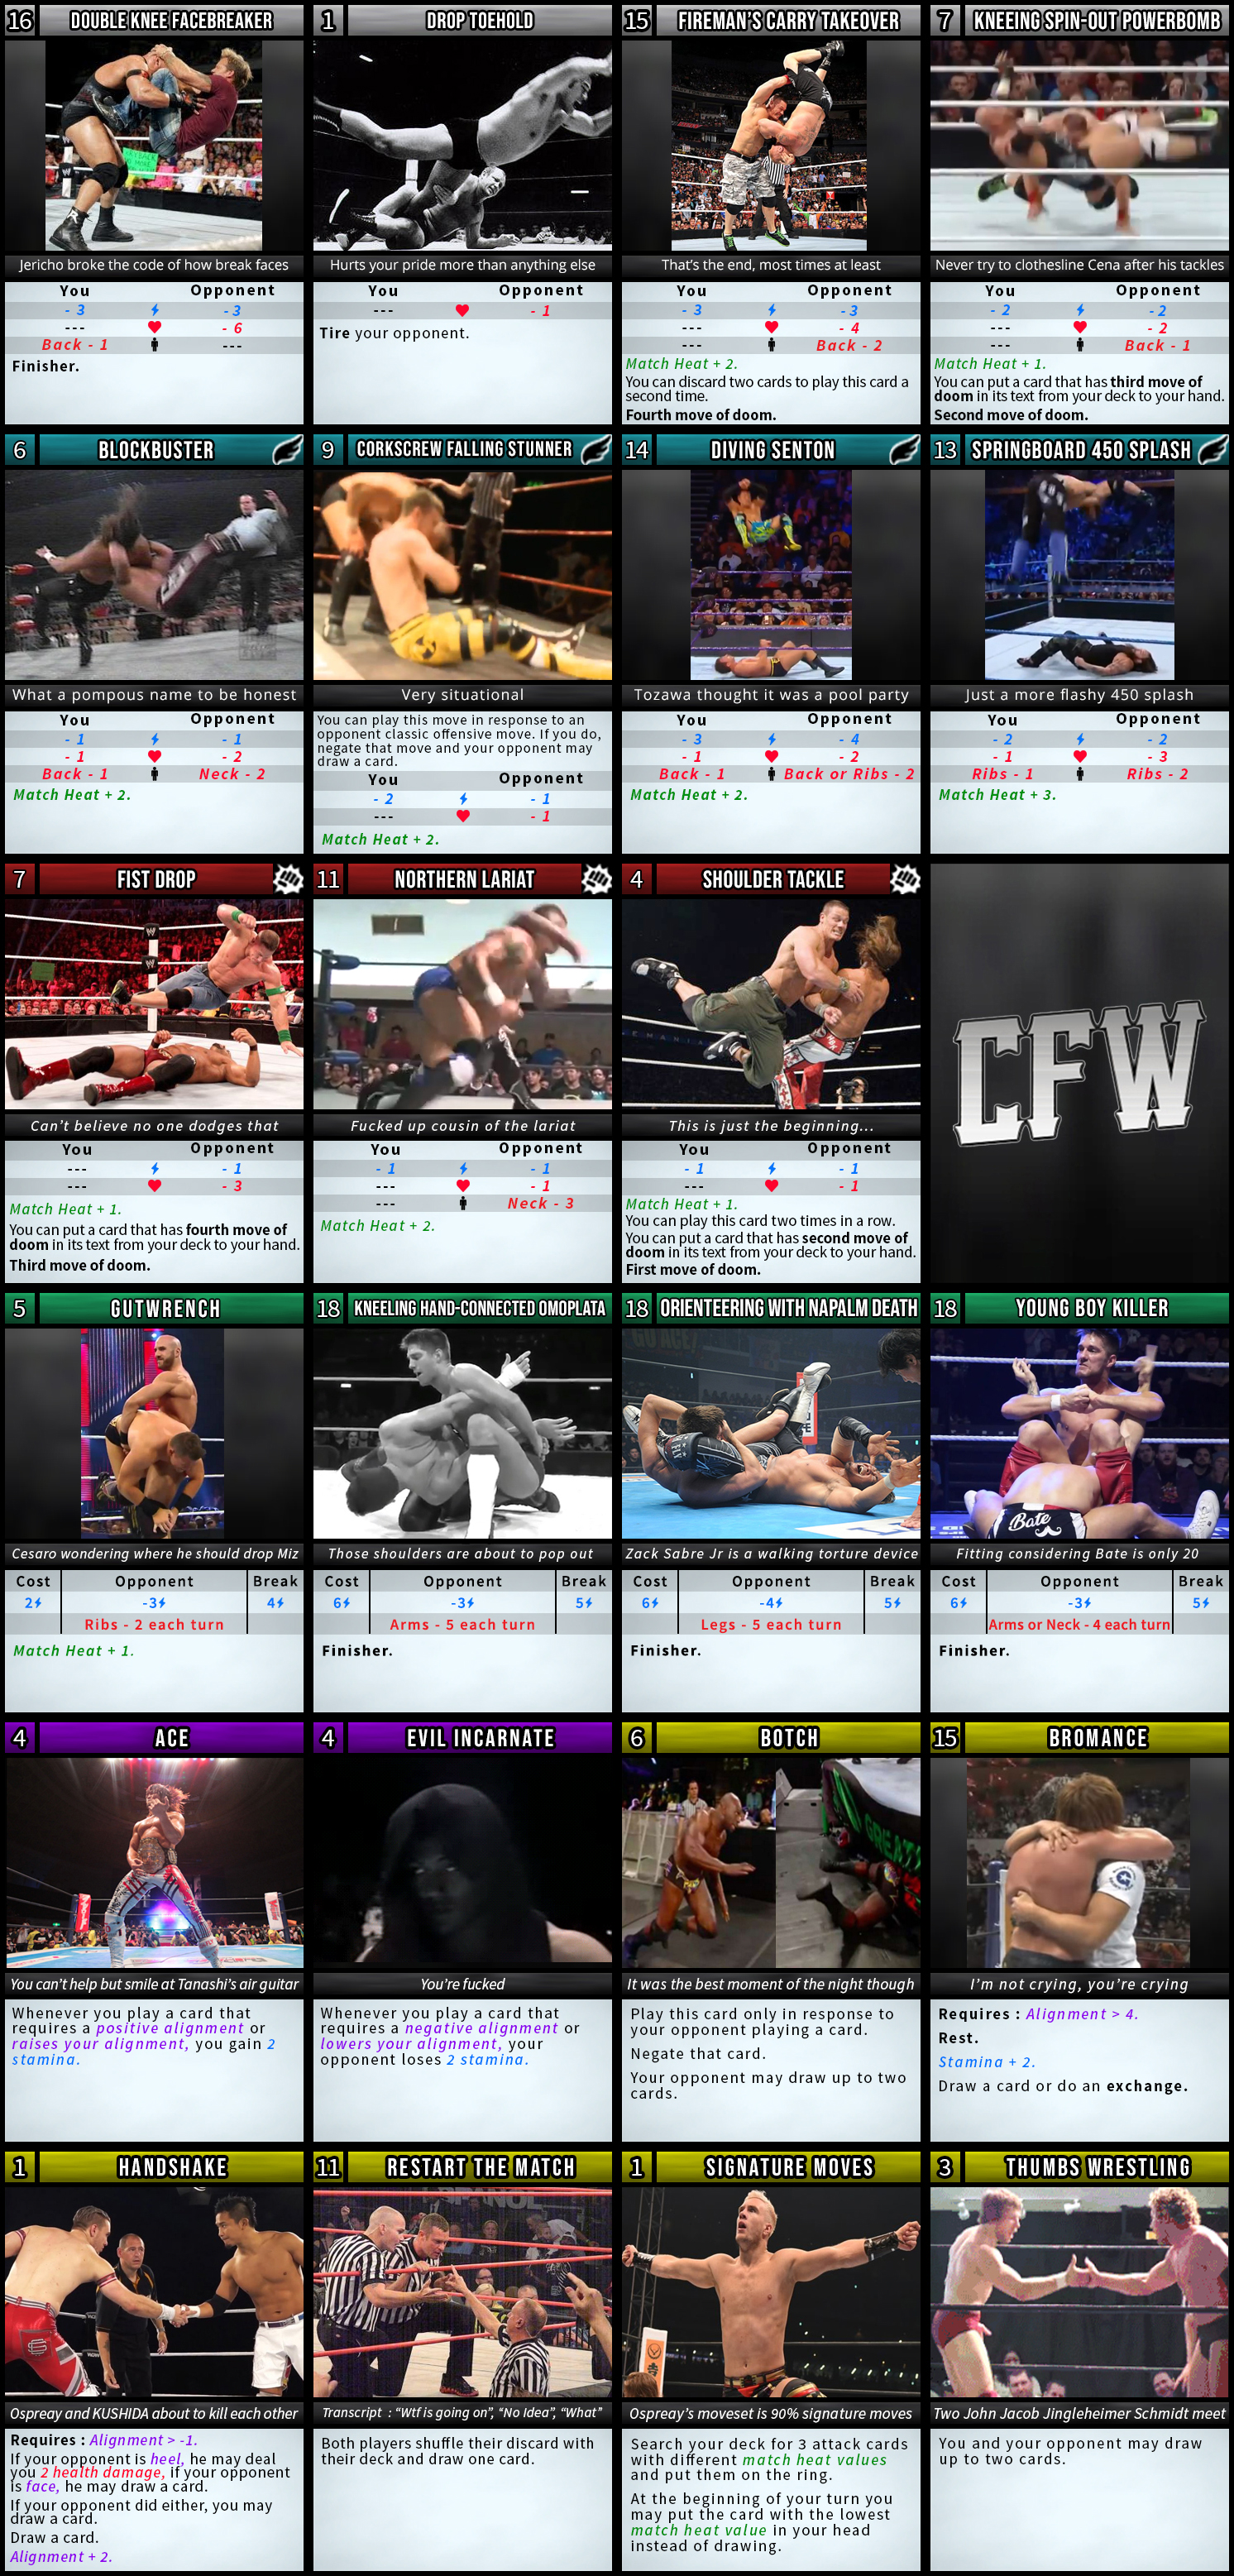 16 DOUBLE KNEE FACEBREAKER
Jericho broke the code of how break faces
You Opponent
- 3 - 3
--- - 6
Back - 1 ---
Finisher.
1 DROP TOEHOLD
Hurts your pride more than anything else
You Opponent
--- - 1
Tire your opponent.
15 FIREMAN'S CARRY TAKEOVER
That's the end, most times at least
You Opponent
- 3 -3
--- - 4
--- Back - 2
Match Heat + 2.
You can discard two cards to play this card a
second time.
Fourth move of doom.
7 KNEEING SPIN-OUT POWERBOMB
Never try to clothesline Cena after his tackles
You Opponent
- 2 -2
--- - 2
--- Back - 1
Match Heat + 1.
You can put a card that has third move of
doom in its text from your deck to your hand.
Second move of doom.
6 BLOCKBUSTER
What a pompous name to be honest
You Opponent
- 1 - 1
- 1 - 2
Back - 1 Neck - 2
Match Heat + 2.
9 CORKSCREW FALLING STUNNER
Very situational
You can play this move in response to an
opponent classic offensive move. If you do,
negate that move and your opponent may
draw a card.
You Opponent
- 2 - 1
--- - 1
Match Heat + 2.
14 DIVING SENTON
Tozawa thought it was a pool party
You Opponent
- 3 - 4
- 1 - 2
Back - 1 Back or Ribs - 2
Match Heat + 2.
13 SPRINGBOARD 450 SPLASH
Just a more flashy 450 splash
You Opponent
- 2 - 2
- 1 - 3
Ribs - 1 Ribs - 2
Match Heat + 3.
7 FIST DROP
Can't believe no one dodges that
You Opponent
--- - 1
--- - 3
Match Heat + 1.
You can put a card that has fourth move of
doom in its text from your deck to your hand.
Third move of doom.
11 NORTHERN LARIAT
Fucked up cousin of the lariat
You Opponent
- 1 - 1
--- - 1
--- Neck - 3
Match Heat + 2.
4 SHOULDER TACKLE
This is just the beginning...
You Opponent
- 1 - 1
--- - 1
Match Heat + 1.
You can play this card two times in a row.
You can put a card that has second move of
doom in its text from your deck to your hand.
First move of doom.
CFW
5 GUTWRENCH
Cesaro wondering where he should drop Miz
Cost Opponent Break
2 -3 4
Ribs - 2 each turn
Match Heat + 1.
18 KNEELING HAND-CONNECTED OMOPLATA
Those shoulders are about to pop out
Cost Opponent Break
6 -3 5
Arms - 5 each turn
Finisher.
18 ORIENTEERING WITH NAPALM DEATH
Zack Sabre Jr is a walking torture device
Cost Opponent Break
6 -4 5
Legs - 5 each turn
Finisher.
18 YOUNG BOY KILLER
Bate
Fitting considering Bate is only 20
Cost Opponent Break
6 -3 5
Arms or Neck - 4 each turn
Finisher.
4 ACE
You can't help but smile at Tanashi's air guitar
Whenever you play a card that
requires a positive alignment or
raises your alignment, you gain 2
stamina.
4 EVIL INCARNATE
You're fucked
Whenever you play a card that
requires a negative alignment or
lowers your alignment, your
opponent loses 2 stamina.
6 BOTCH
It was the best moment of the night though
Play this card only in response to
your opponent playing a card.
Negate that card.
Your opponent may draw up to two
cards.
15 BROMANCE
I'm not crying, you're crying
Requires : Alignment > 4.
Rest.
Stamina + 2.
Draw a card or do an exchange.
1 HANDSHAKE
Ospreay and KUSHIDA about to kill each other
Requires : Alignment > -1.
If your opponent is heel, he may deal
you 2 health damage, if your opponent
is face, he may draw a card.
If your opponent did either, you may
draw a card.
Draw a card.
Alignment + 2.
11 RESTART THE MATCH
Transcript : "Wtf is going on", "No Idea", "What"
Both players shuffle their discard with
their deck and draw one card.
1 SIGNATURE MOVES
Ospreay's moveset is 90% signature moves
Search your deck for 3 attack cards
with different match heat values
and put them on the ring.
At the beginning of your turn you
may put the card with the lowest
match heat value in your head
instead of drawing.
3 THUMBS WRESTLING
Two John Jacob Jingleheimer Schmidt meet
You and your opponent may draw
up to two cards.